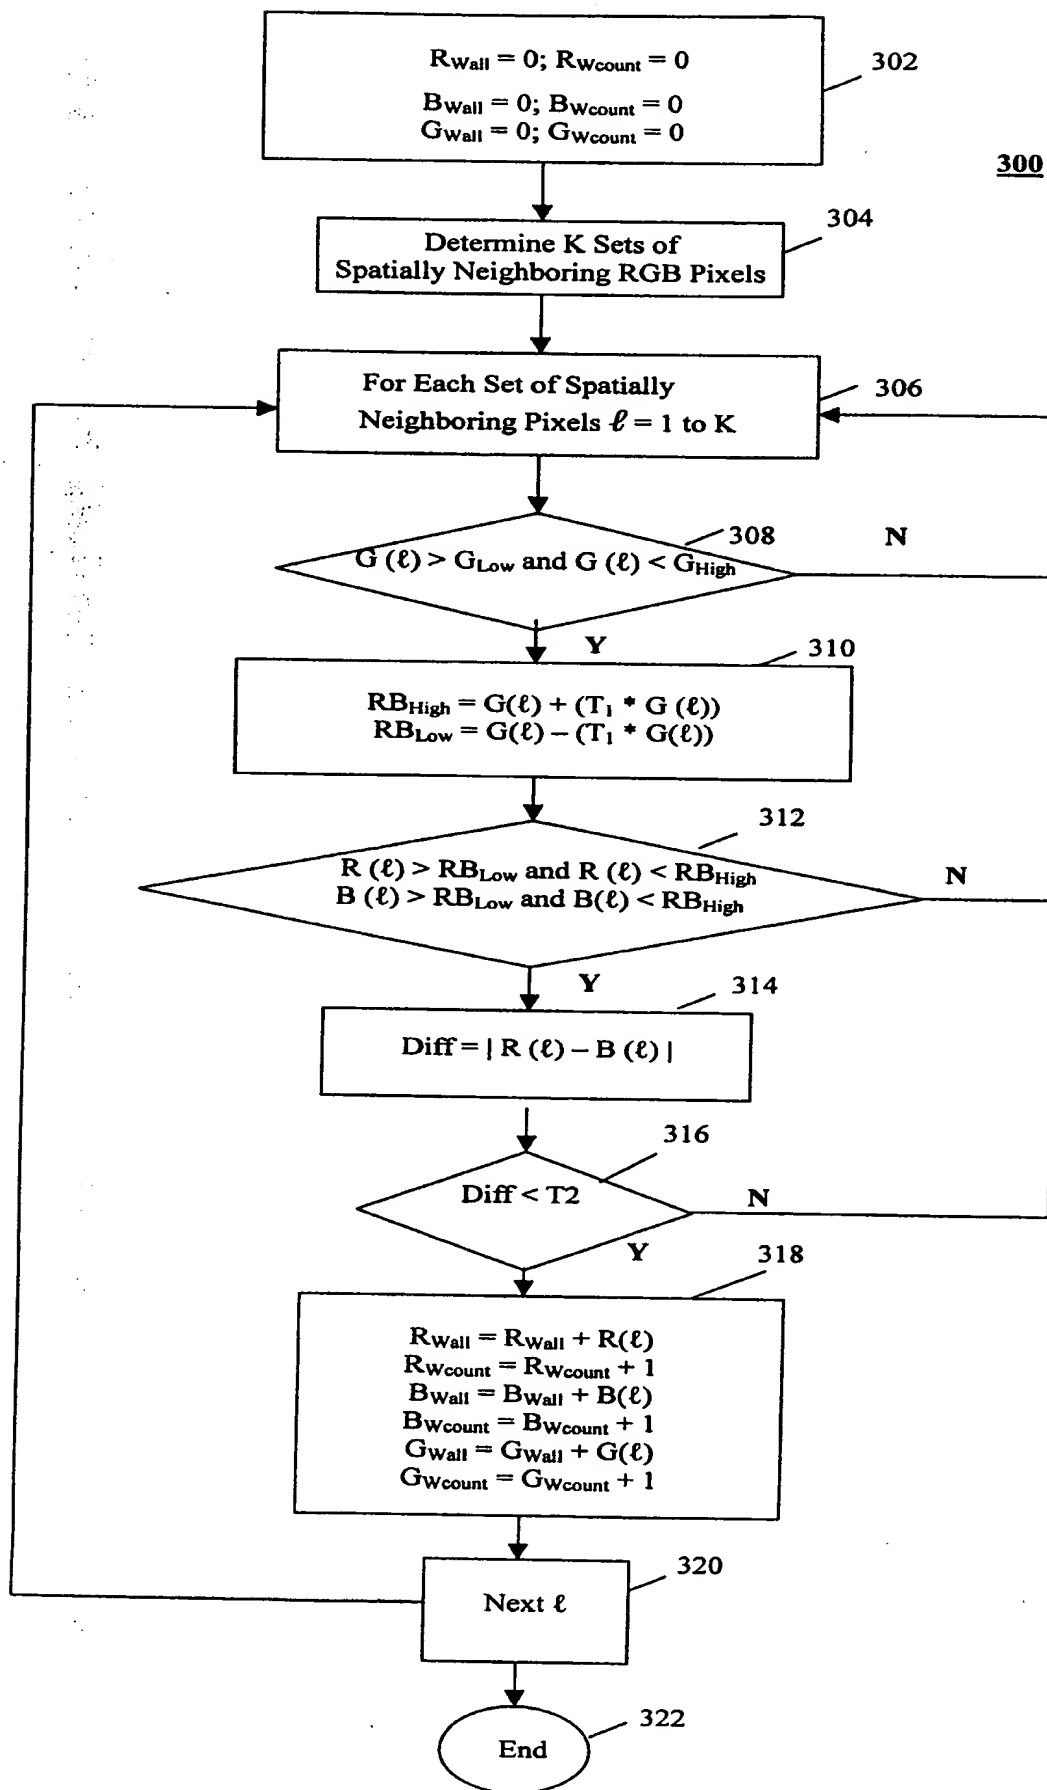 R_Wall = 0; R_Wcount = 0
302
B_Wall = 0; B_Wcount = 0
G_Wall = 0; G_Wcount = 0
300
304
Determine K Sets of
Spatially Neighboring RGB Pixels
For Each Set of Spatially
306
Neighboring Pixels ℓ = 1 to K
308
N
G (ℓ) > G_Low and G (ℓ) < G_High
Y
310
RB_High = G(ℓ) + (T_1 * G (ℓ))
RB_Low = G(ℓ) – (T_1 * G(ℓ))
312
R (ℓ) > RB_Low and R (ℓ) < RB_High
N
B (ℓ) > RB_Low and B(ℓ) < RB_High
Y
314
Diff = | R (ℓ) – B (ℓ) |
316
Diff < T2
N
Y
318
R_Wall = R_Wall + R(ℓ)
R_Wcount = R_Wcount + 1
B_Wall = B_Wall + B(ℓ)
B_Wcount = B_Wcount + 1
G_Wall = G_Wall + G(ℓ)
G_Wcount = G_Wcount + 1
320
Next ℓ
322
End